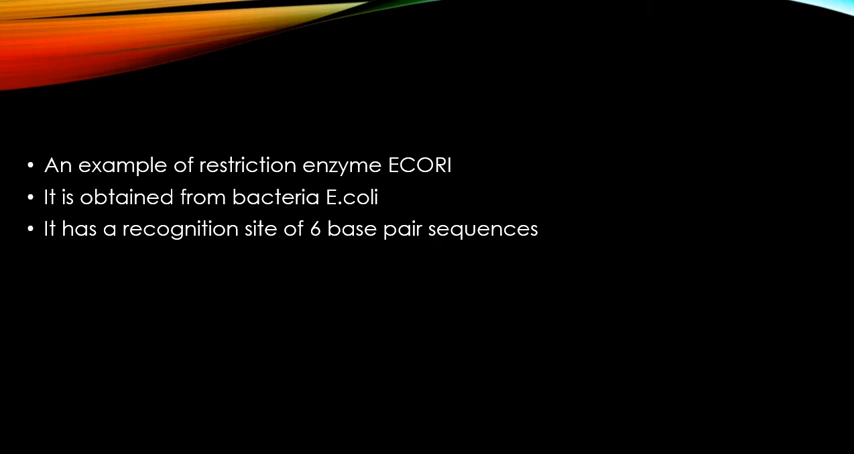 • An example of restriction enzyme ECORI
• It is obtained from bacteria E.coli
• It has a recognition site of 6 base pair sequences